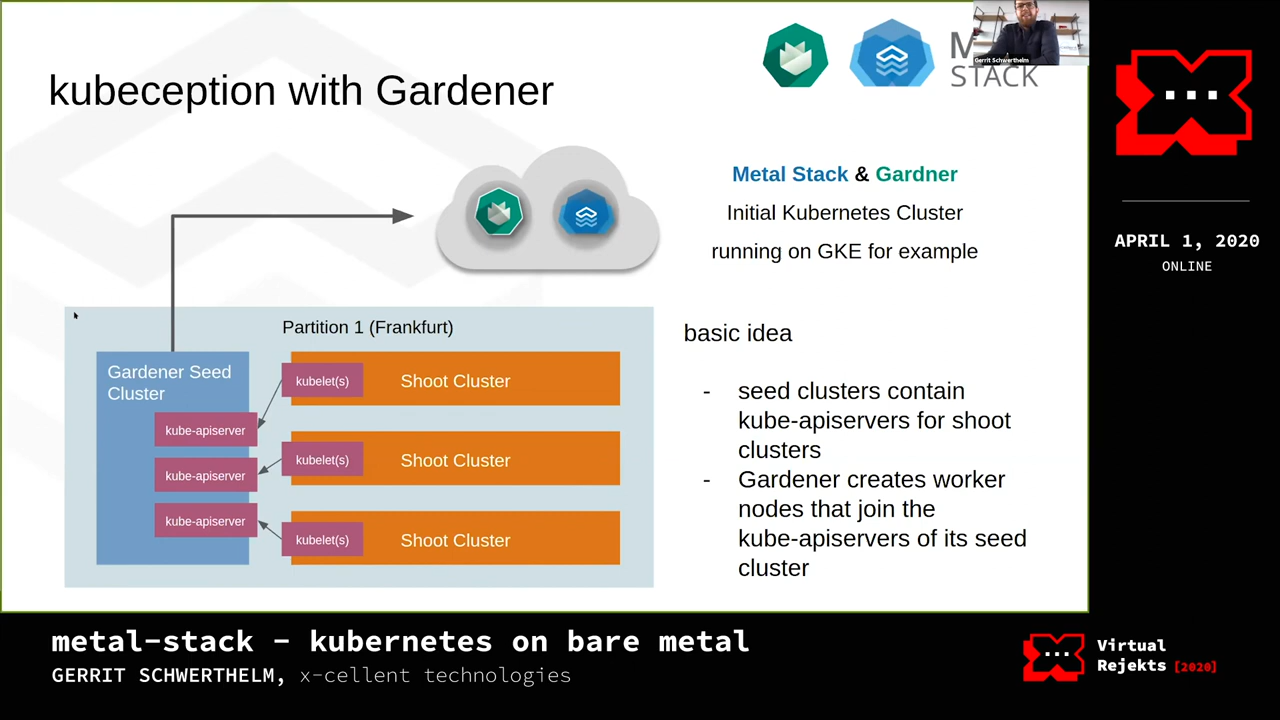 kubeception with Gardener
M
STACK
Gerrit Schwerthelm
Metal Stack & Gardner
Initial Kubernetes Cluster
running on GKE for example
Partition 1 (Frankfurt)
Gardener Seed
Cluster
kube-apiserver
kube-apiserver
kube-apiserver
kubelet(s)
Shoot Cluster
kubelet(s)
Shoot Cluster
kubelet(s)
Shoot Cluster
basic idea
- seed clusters contain
kube-apiservers for shoot
clusters
- Gardener creates worker
nodes that join the
kube-apiservers of its seed
cluster
APRIL 1, 2020
ONLINE
metal-stack - kubernetes on bare metal
GERRIT SCHWERTHELM, x-cellent technologies
Virtual
Rejekts [2020]